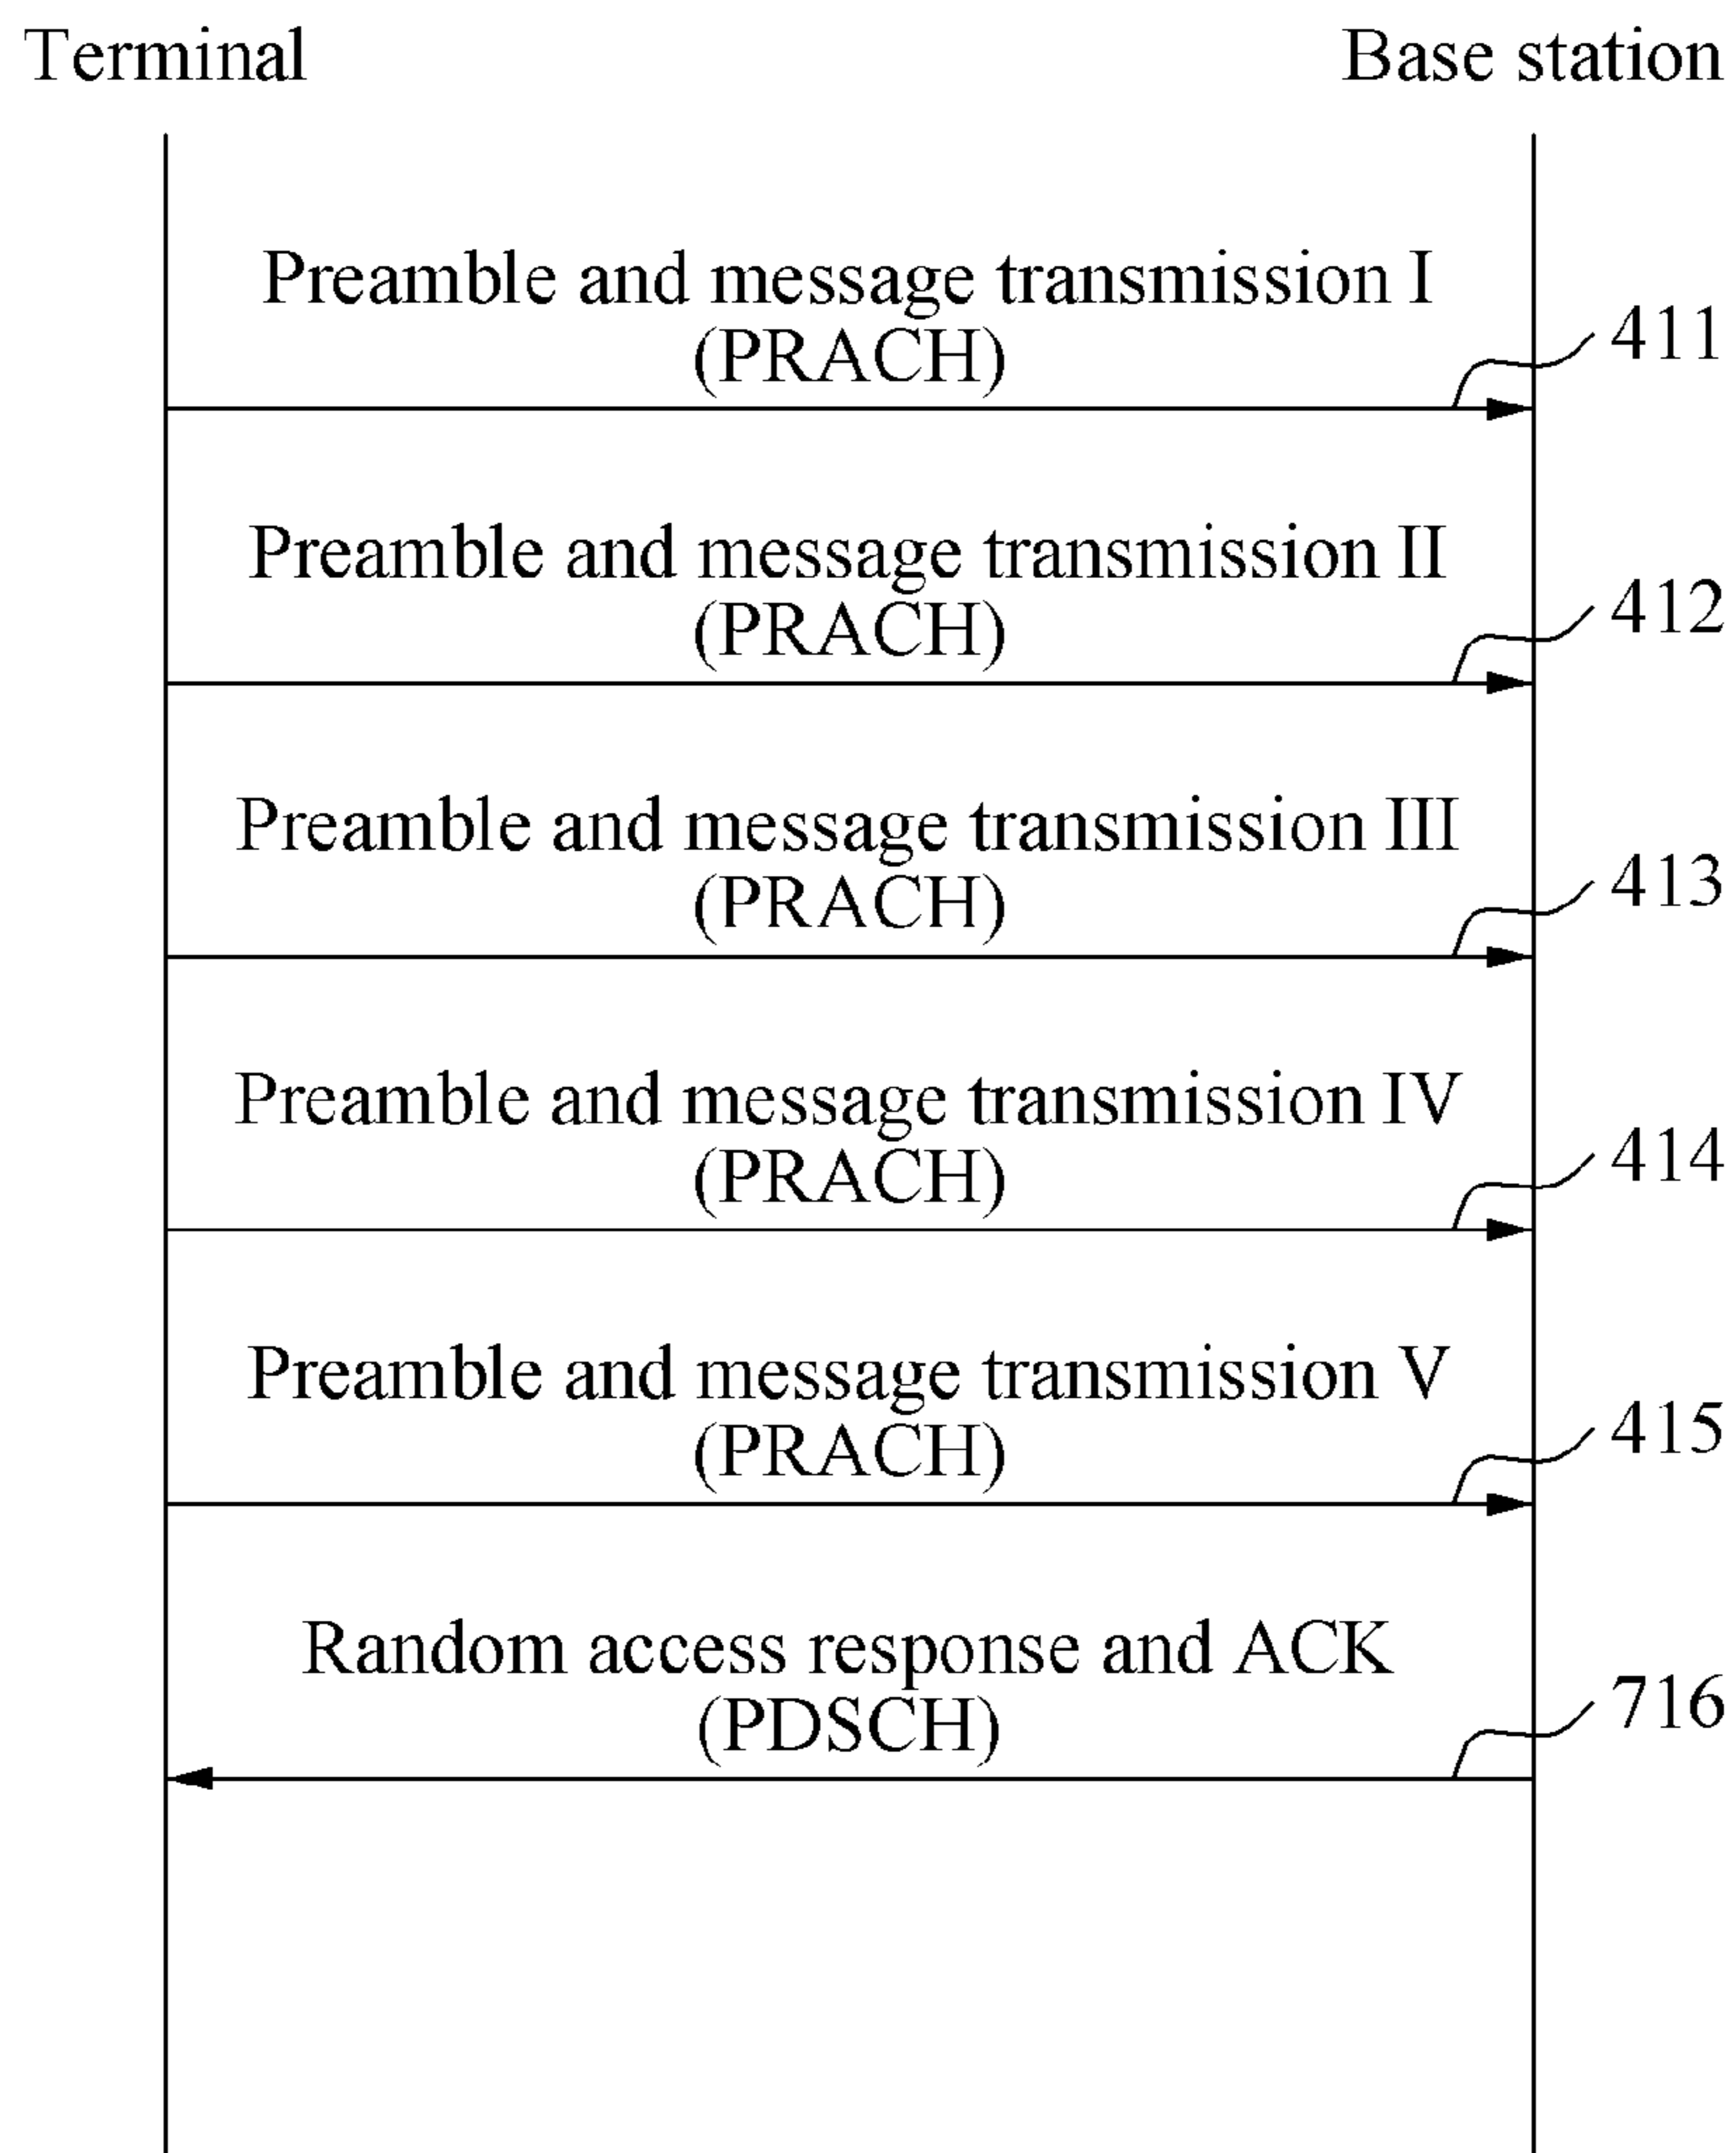 Terminal
Base station
Preamble and message transmission I
(PRACH)
411
Preamble and message transmission II
(PRACH)
412
Preamble and message transmission III
(PRACH)
413
Preamble and message transmission IV
(PRACH)
414
Preamble and message transmission V
(PRACH)
415
Random access response and ACK
(PDSCH)
716